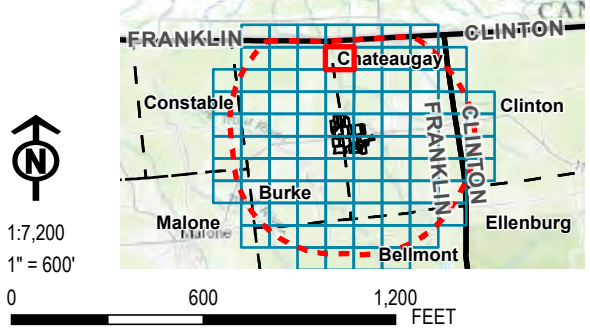 FRANKLIN CLINTON
Chateaugay
Constable
Clinton
FRANKLIN
CLINTON
N
Burke
1:7,200
Malone
Ellenburg
Malone
1" = 600'
Bellmont
0 600 1,200
FEET